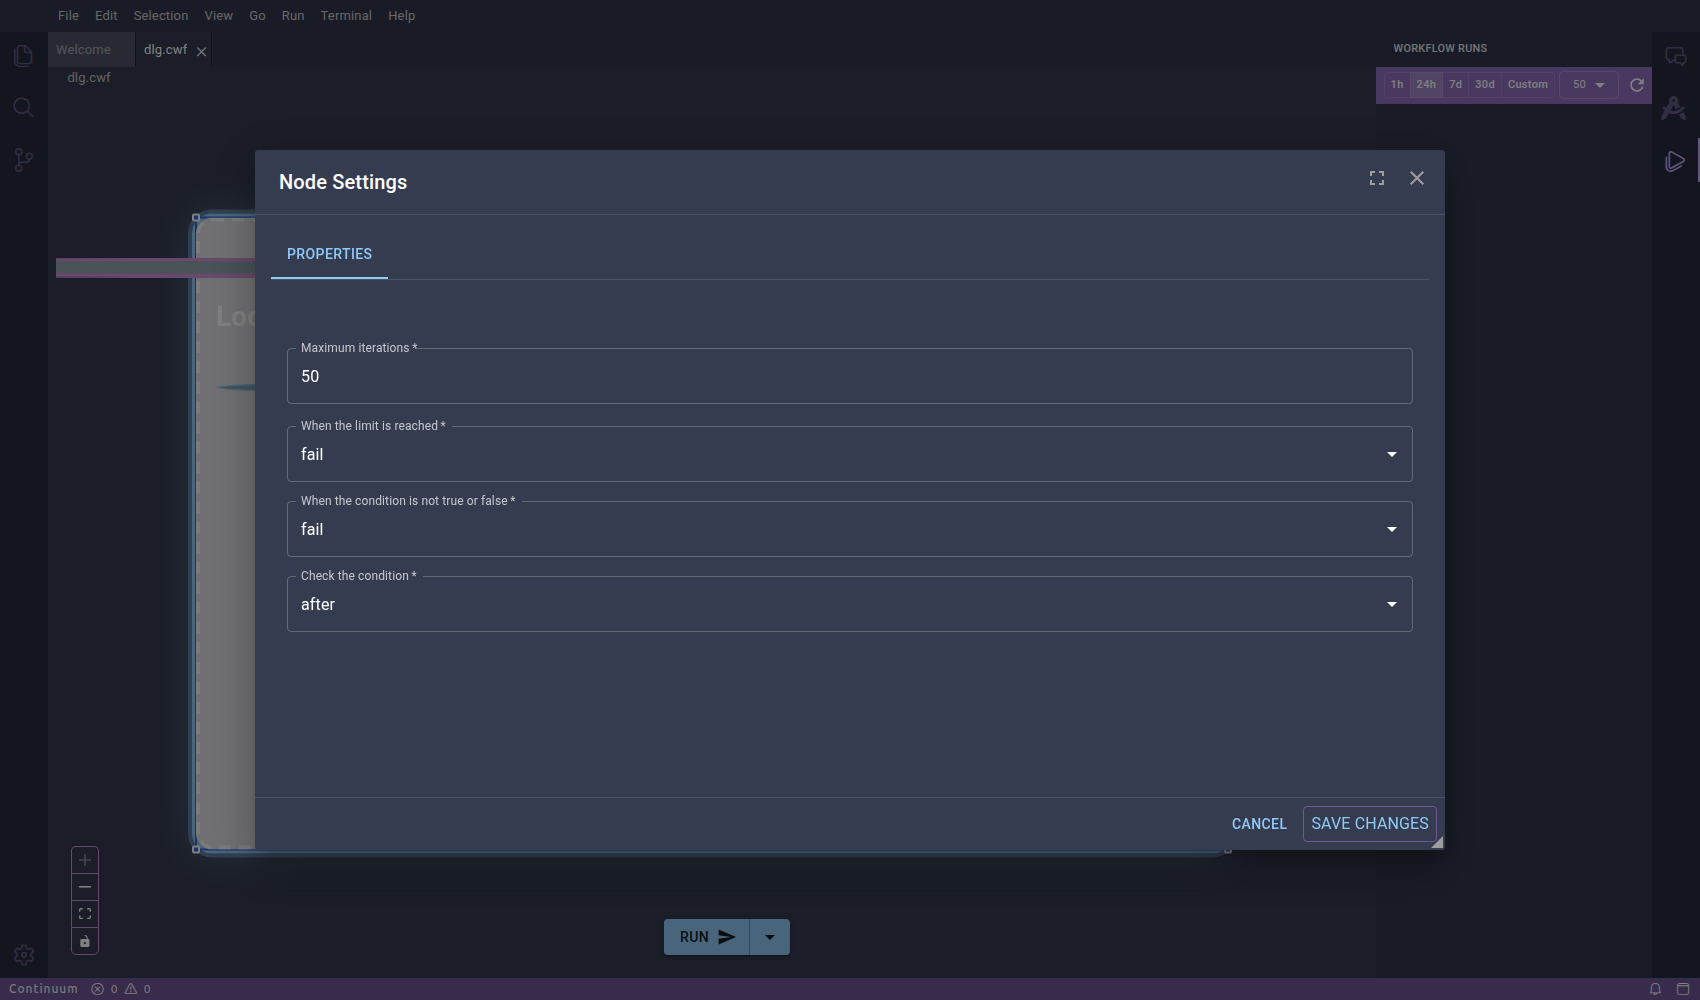 File Edit Selection View Go Run Terminal Help
Welcome dlg.cwf
WORKFLOW RUNS
dlg.cwf
1h 24h 7d 30d Custom 50
Node Settings
PROPERTIES
Maximum iterations *
50
When the limit is reached *
fail
When the condition is not true or false *
fail
Check the condition *
after
CANCEL SAVE CHANGES
RUN
Continuum 0 0